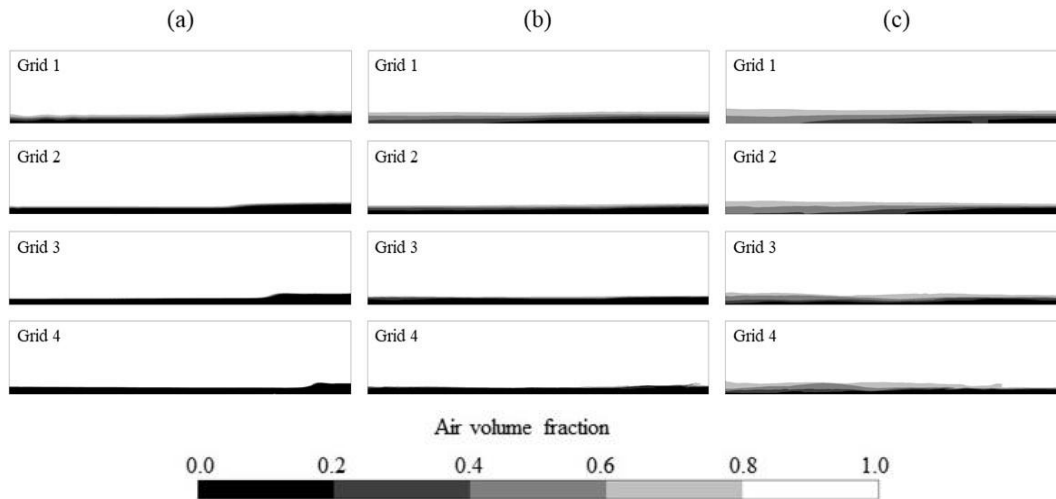 (a) (b) (c)
Grid 1 Grid 1 Grid 1
Grid 2 Grid 2 Grid 2
Grid 3 Grid 3 Grid 3
Grid 4 Grid 4 Grid 4
Air volume fraction
0.0 0.2 0.4 0.6 0.8 1.0